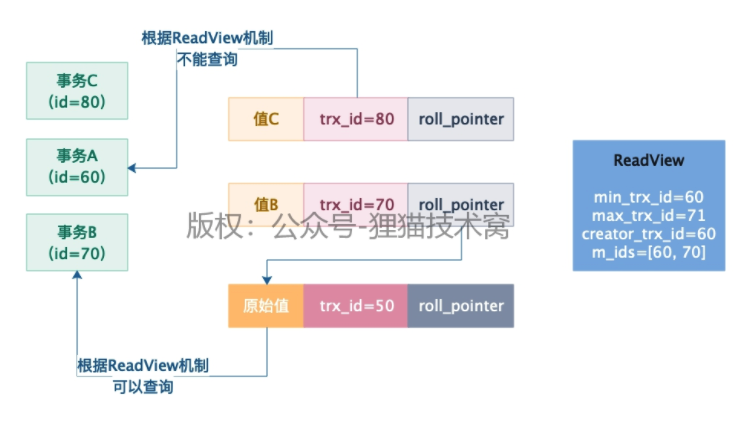 根据ReadView机制
不能查询
事务C
（id=80）
值C
trx_id=80
roll_pointer
事务A
（id=60）
值B
trx_id=70
roll_pointer
版权：公众号-狸猫技术窝
事务B
（id=70）
原始值
trx_id=50
roll_pointer
根据ReadView机制
可以查询
ReadView
min_trx_id=60
max_trx_id=71
creator_trx_id=60
m_ids=[60, 70]